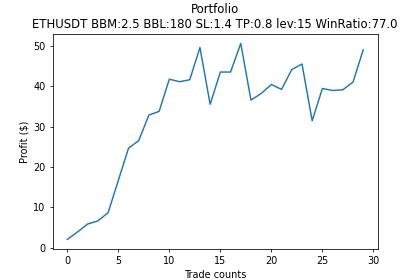 Portfolio
ETHUSDT BBM:2.5 BBL:180 SL:1.4 TP:0.8 lev:15 WinRatio:77.0
50
40
30
20
10
0
Profit ($)
0 5 10 15 20 25 30
Trade counts